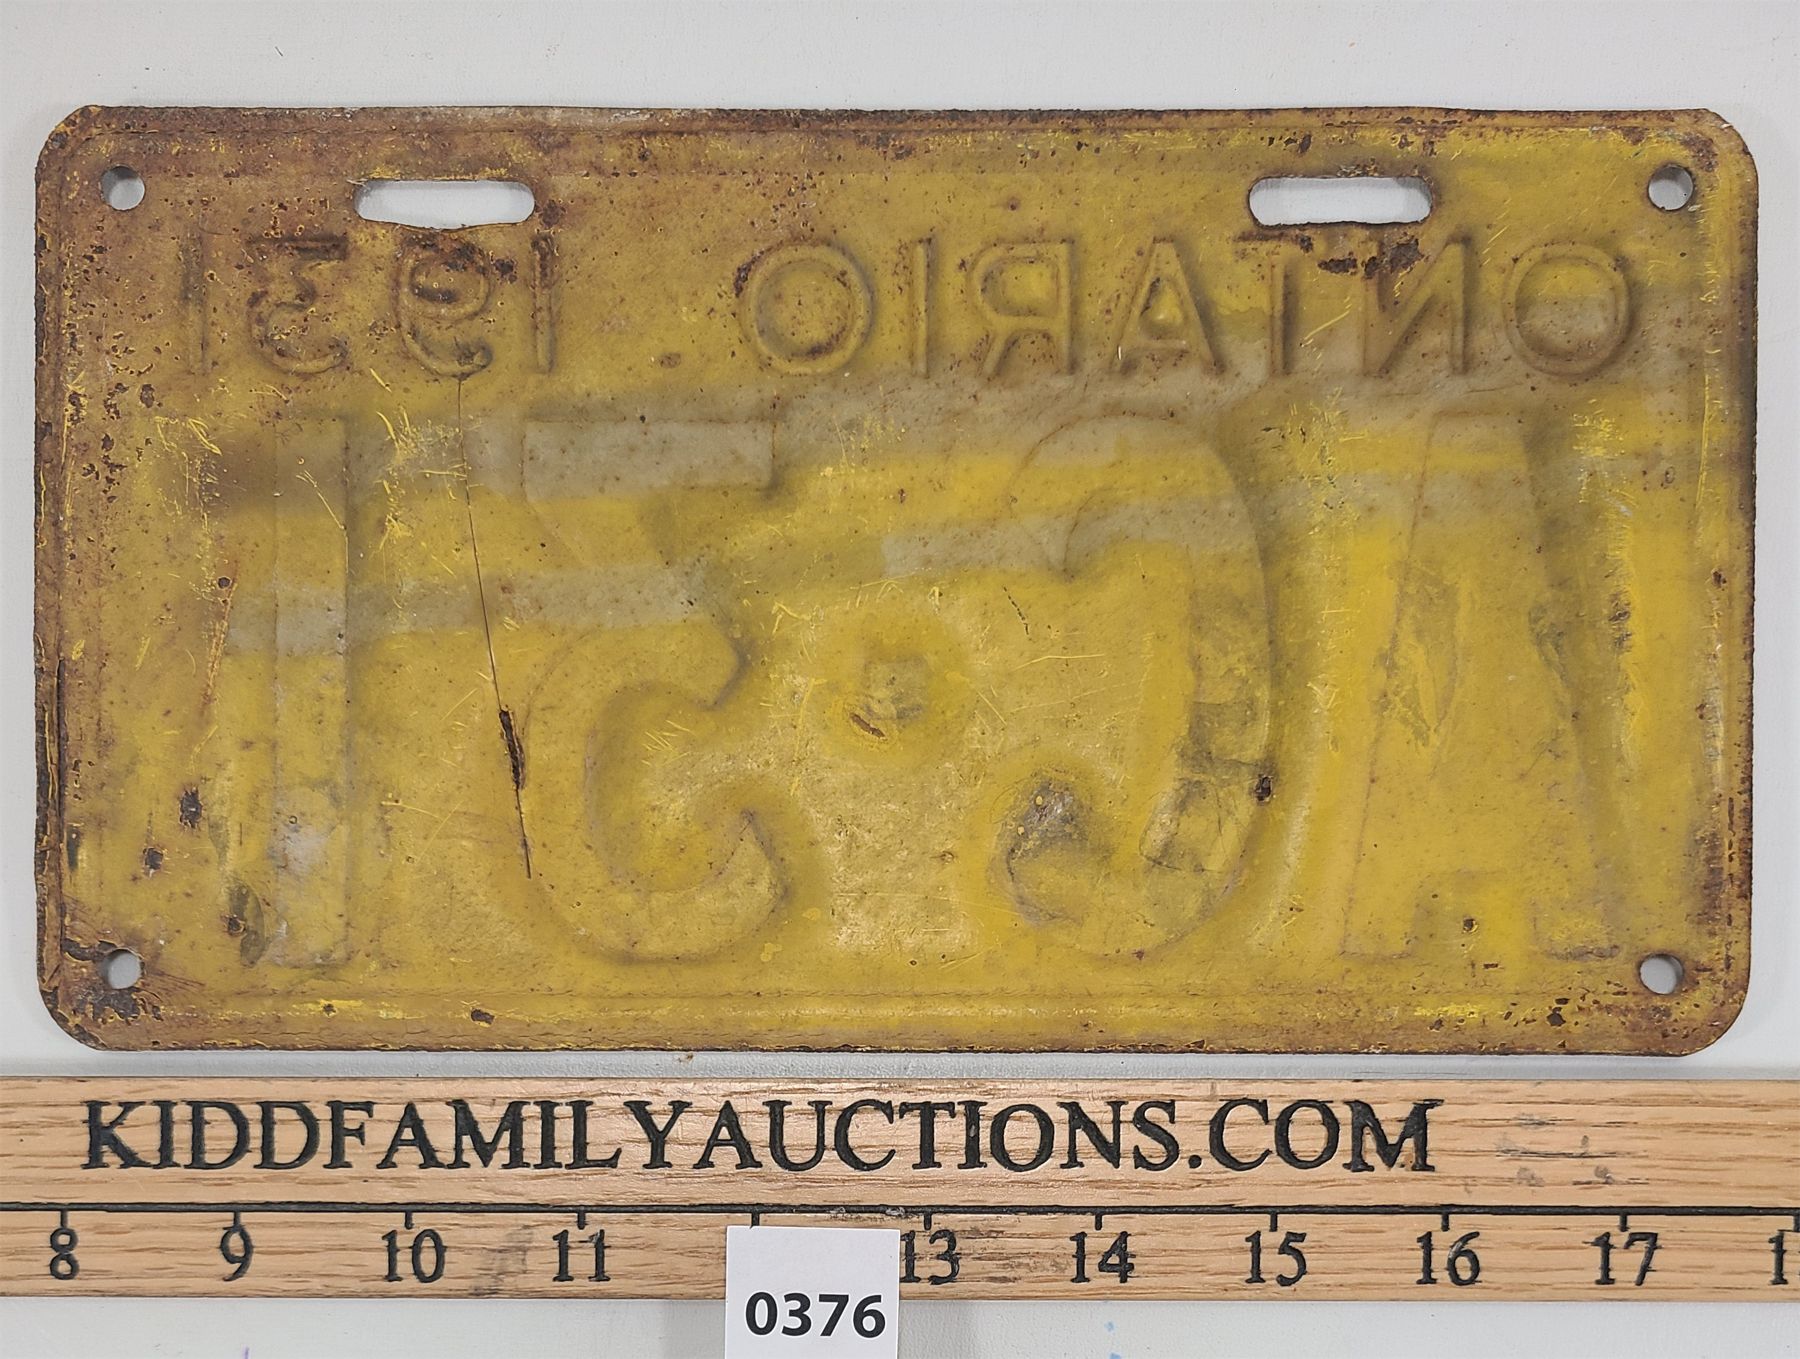 ONTARIO 1931
KIDDFAMILYAUCTIONS.COM
8 9 10 11 13 14 15 16 17
0376